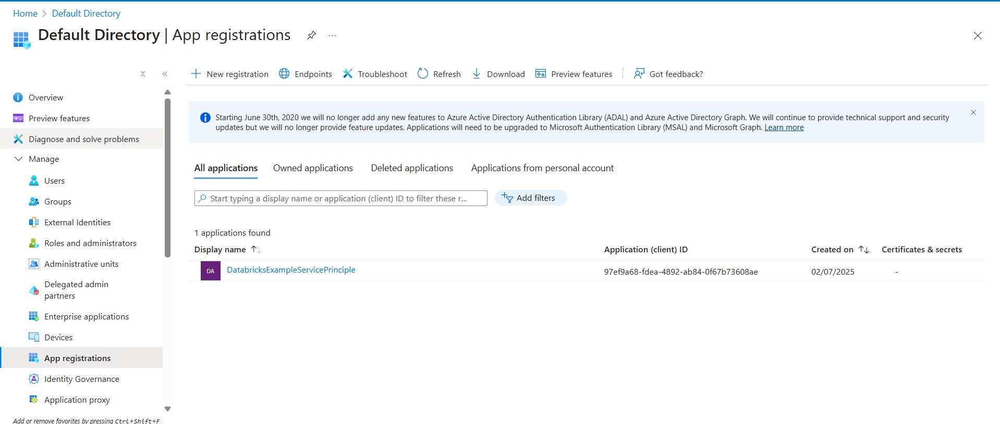 Home > Default Directory
Default Directory | App registrations
New registration
Endpoints
Troubleshoot
Refresh
Download
Preview features
Got feedback?
Overview
Preview features
Diagnose and solve problems
Manage
Users
Groups
External Identities
Roles and administrators
Administrative units
Delegated admin
partners
Enterprise applications
Devices
App registrations
Identity Governance
Application proxy
Add or remove favorites by pressing Ctrl+Shift+F
Starting June 30th, 2020 we will no longer add any new features to Azure Active Directory Authentication Library (ADAL) and Azure Active Directory Graph. We will continue to provide technical support and security
updates but we will no longer provide feature updates. Applications will need to be upgraded to Microsoft Authentication Library (MSAL) and Microsoft Graph. Learn more
All applications
Owned applications
Deleted applications
Applications from personal account
Start typing a display name or application (client) ID to filter these r...
Add filters
1 applications found
Display name
Application (client) ID
Created on
Certificates & secrets
DA
DatabricksExampleServicePrinciple
97ef9a68-fdea-4892-ab84-0f67b73608ae
02/07/2025
-